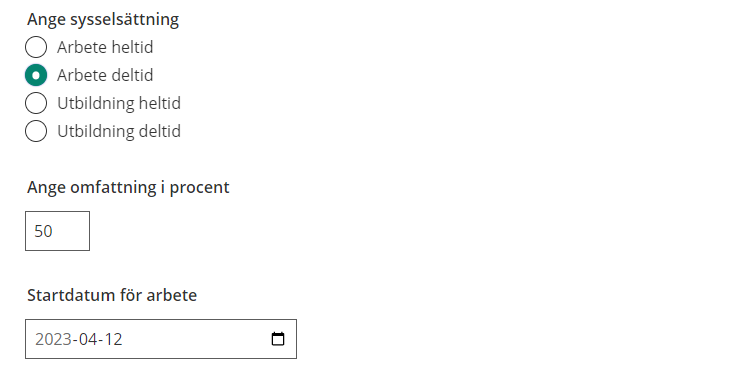 Ange sysselsättning
Arbete heltid
Arbete deltid
Utbildning heltid
Utbildning deltid
Ange omfattning i procent
50
Startdatum för arbete
2023-04-12